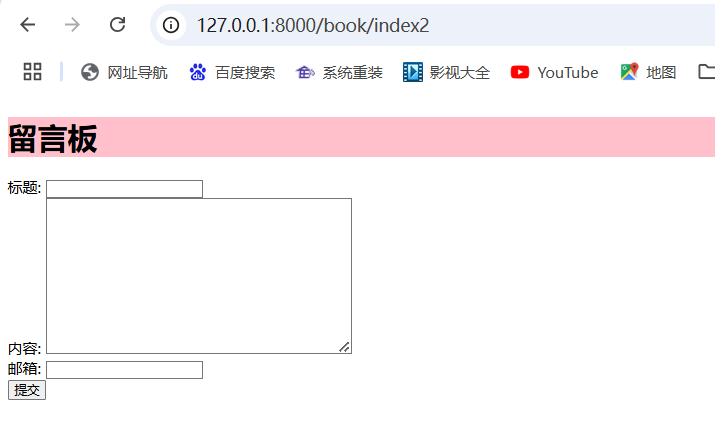 127.0.0.1:8000/book/index2
网址导航 百度搜索 系统重装 影视大全 YouTube 地图
留言板
标题:
内容:
邮箱:
提交